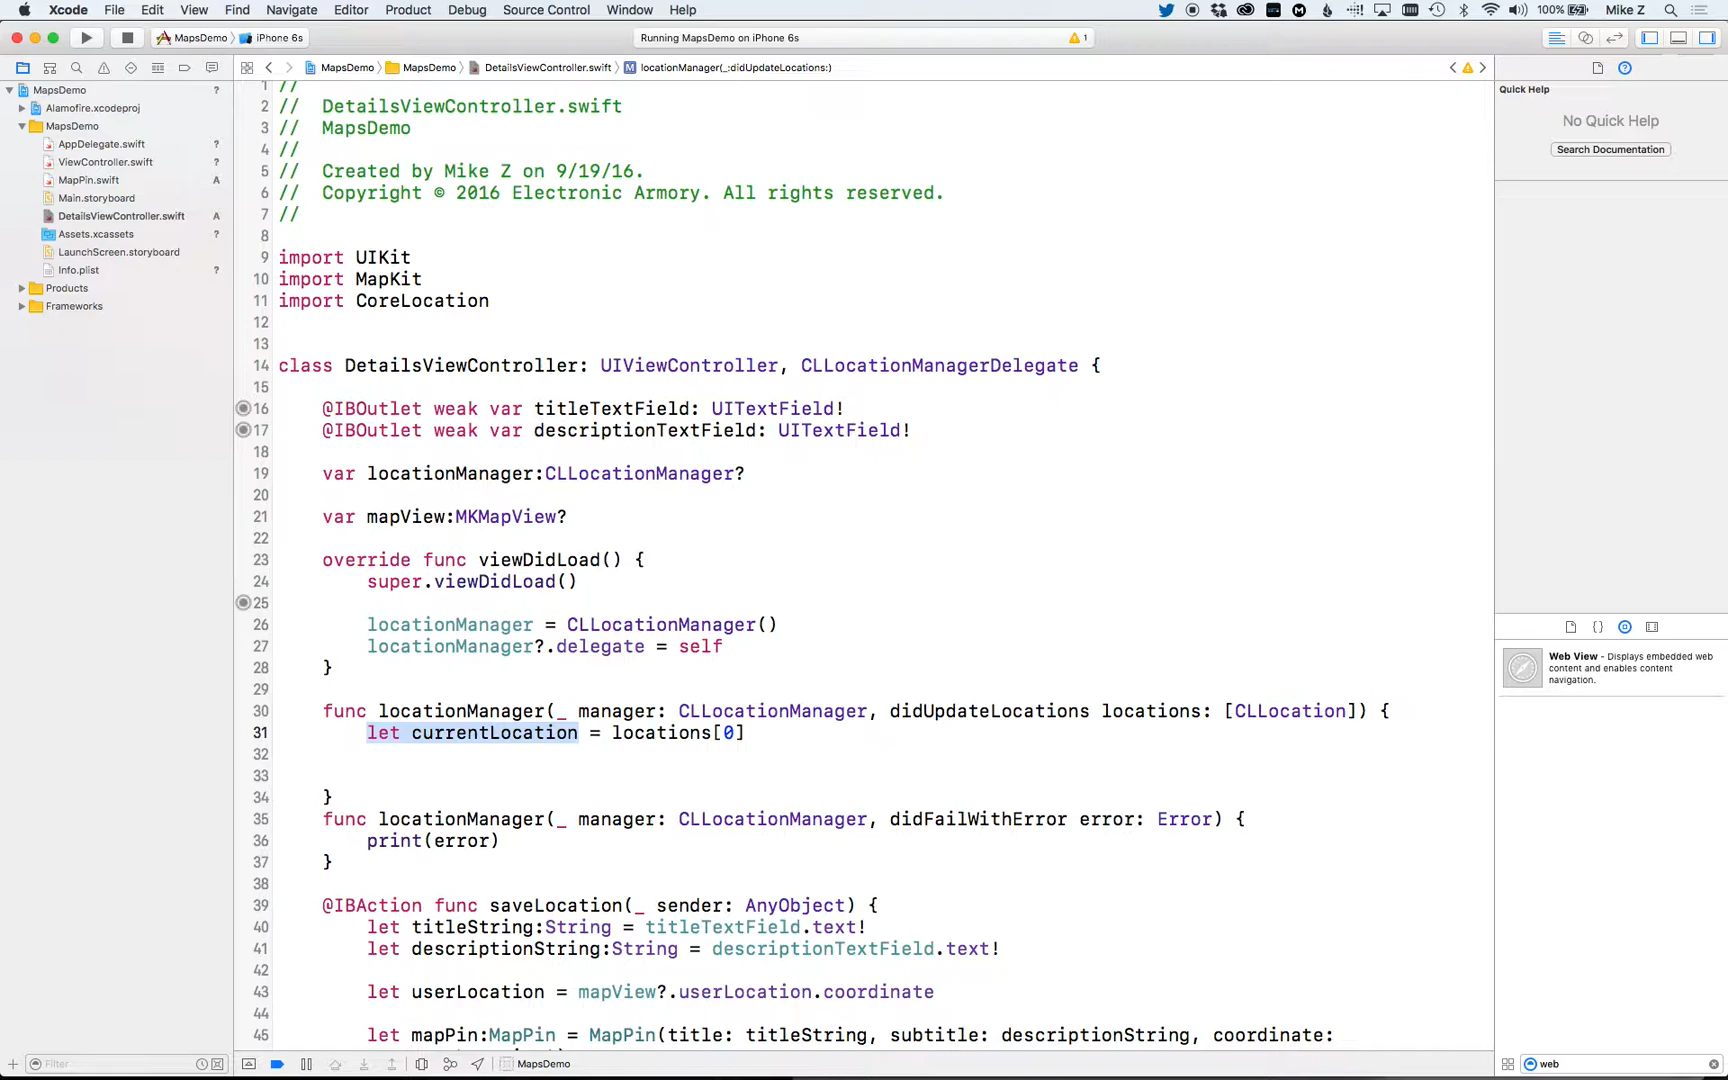 Xcode File Edit View Find Navigate Editor Product Debug Source Control Window Help 100% Mike Z
MapsDemo iPhone 6s Running MapsDemo on iPhone 6s 1
MapsDemo MapsDemo DetailsViewController.swift M locationManager(_:didUpdateLocations:)
MapsDemo ?
Alamofire.xcodeproj
MapsDemo
AppDelegate.swift ?
ViewController.swift ?
MapPin.swift A
Main.storyboard
DetailsViewController.swift A
Assets.xcassets ?
LaunchScreen.storyboard
Info.plist ?
Products
Frameworks
1 //
2 // DetailsViewController.swift
3 // MapsDemo
4 //
5 // Created by Mike Z on 9/19/16.
6 // Copyright © 2016 Electronic Armory. All rights reserved.
7 //
8
9 import UIKit
10 import MapKit
11 import CoreLocation
12
13
14 class DetailsViewController: UIViewController, CLLocationManagerDelegate {
15
16 @IBOutlet weak var titleTextField: UITextField!
17 @IBOutlet weak var descriptionTextField: UITextField!
18
19 var locationManager:CLLocationManager?
20
21 var mapView:MKMapView?
22
23 override func viewDidLoad() {
24 super.viewDidLoad()
25
26 locationManager = CLLocationManager()
27 locationManager?.delegate = self
28 }
29
30 func locationManager(_ manager: CLLocationManager, didUpdateLocations locations: [CLLocation]) {
31 let currentLocation = locations[0]
32
33
34 }
35 func locationManager(_ manager: CLLocationManager, didFailWithError error: Error) {
36 print(error)
37 }
38
39 @IBAction func saveLocation(_ sender: AnyObject) {
40 let titleString:String = titleTextField.text!
41 let descriptionString:String = descriptionTextField.text!
42
43 let userLocation = mapView?.userLocation.coordinate
44
45 let mapPin:MapPin = MapPin(title: titleString, subtitle: descriptionString, coordinate:
Quick Help
No Quick Help
Search Documentation
Web View - Displays embedded web
content and enables content
navigation.
Filter
MapsDemo
web